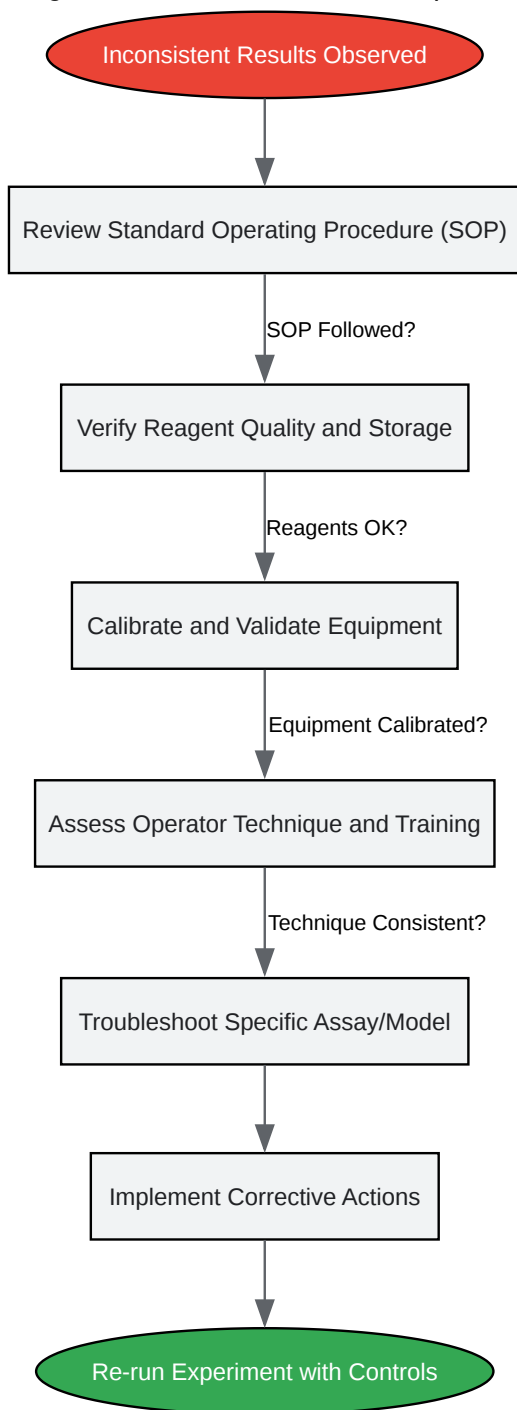 Inconsistent Results Observed
Review Standard Operating Procedure (SOP)
SOP Followed?
Verify Reagent Quality and Storage
Reagents OK?
Calibrate and Validate Equipment
Equipment Calibrated?
Assess Operator Technique and Training
Technique Consistent?
Troubleshoot Specific Assay/Model
Implement Corrective Actions
Re-run Experiment with Controls